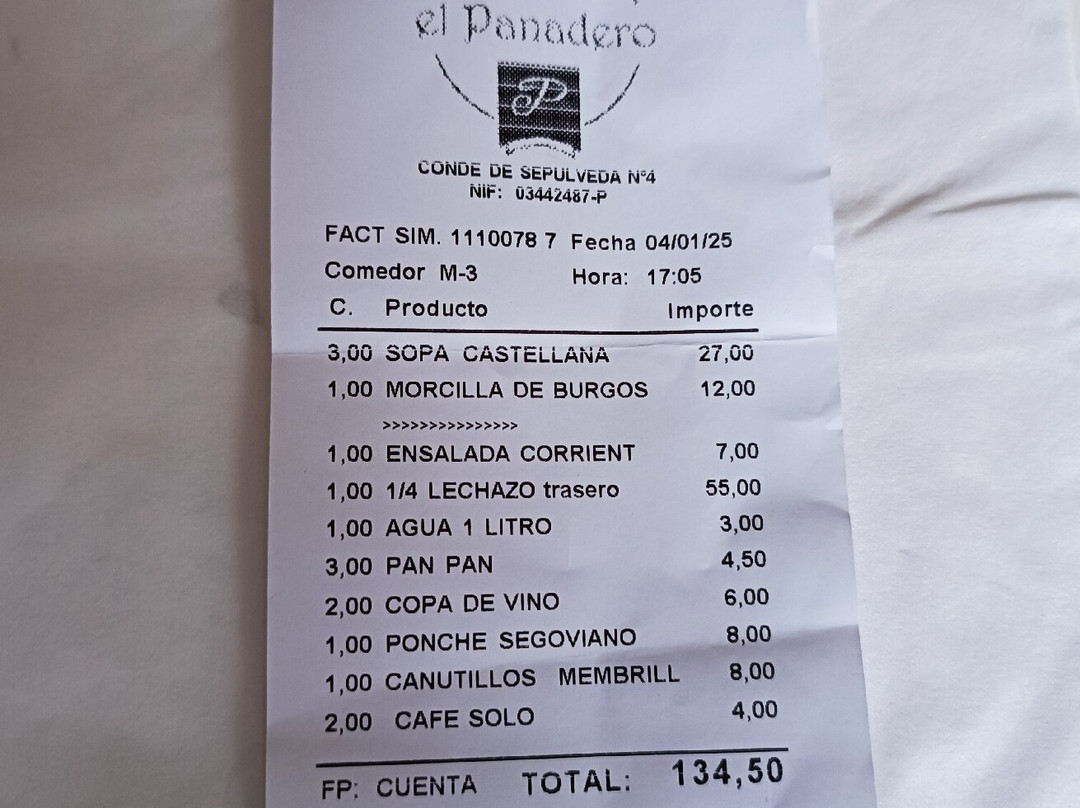 el Panadero
P
CONDE DE SEPULVEDA Nº4
NIF: 03442487-P
FACT SIM. 1110078 7 Fecha 04/01/25
Comedor M-3 Hora: 17:05
C. Producto Importe
3,00 SOPA CASTELLANA 27,00
1,00 MORCILLA DE BURGOS 12,00
>>>>>>>>>>>>>>>
1,00 ENSALADA CORRIENT 7,00
1,00 1/4 LECHAZO trasero 55,00
1,00 AGUA 1 LITRO 3,00
3,00 PAN PAN 4,50
2,00 COPA DE VINO 6,00
1,00 PONCHE SEGOVIANO 8,00
1,00 CANUTILLOS MEMBRILL 8,00
2,00 CAFE SOLO 4,00
FP: CUENTA TOTAL: 134,50